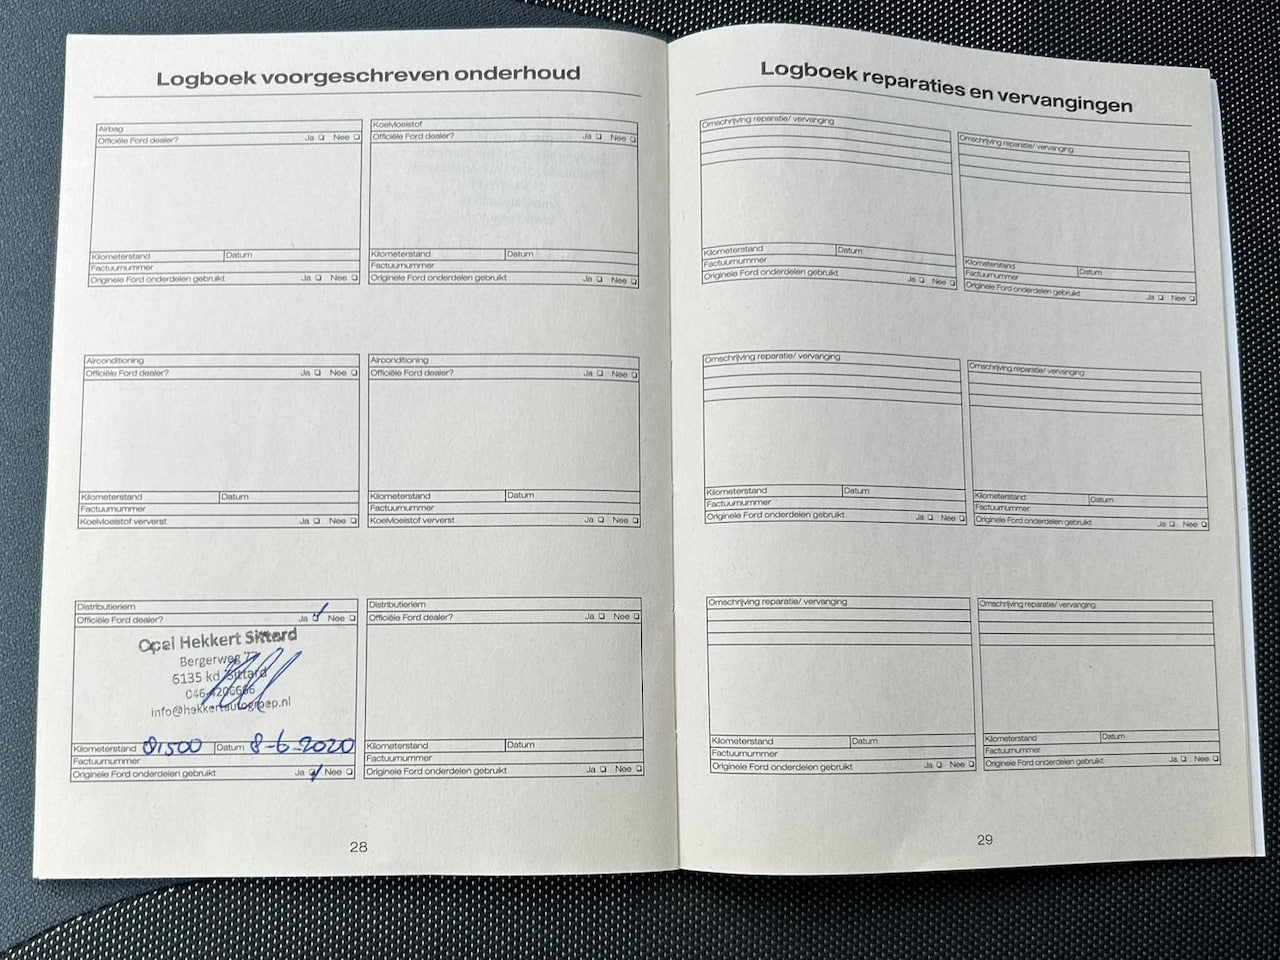 Logboek voorgeschreven onderhoud
Airbag
Officiële Ford dealer? Ja Nee
Kilometerstand Datum
Factuurnummer
Originele Ford onderdelen gebruikt Ja Nee
Koelvloeistof
Officiële Ford dealer? Ja Nee
Kilometerstand Datum
Factuurnummer
Originele Ford onderdelen gebruikt Ja Nee
Airconditioning
Officiële Ford dealer? Ja Nee
Kilometerstand Datum
Factuurnummer
Koelvloeistof ververst Ja Nee
Airconditioning
Officiële Ford dealer? Ja Nee
Kilometerstand Datum
Factuurnummer
Koelvloeistof ververst Ja Nee
Distributieriem
Officiële Ford dealer? Ja Nee
Opel Hekkert Sittard
Bergerweg 77
6135 kd Sittard
info@hekkertautogroep.nl
Kilometerstand 81500 Datum 8-6-2020
Factuurnummer
Originele Ford onderdelen gebruikt Ja Nee
Distributieriem
Officiële Ford dealer? Ja Nee
Kilometerstand Datum
Factuurnummer
Originele Ford onderdelen gebruikt Ja Nee
28
Logboek reparaties en vervangingen
Omschrijving reparatie/ vervanging
Kilometerstand Datum
Factuurnummer
Originele Ford onderdelen gebruikt Ja Nee
Omschrijving reparatie/ vervanging
Kilometerstand Datum
Factuurnummer
Originele Ford onderdelen gebruikt Ja Nee
Omschrijving reparatie/ vervanging
Kilometerstand Datum
Factuurnummer
Originele Ford onderdelen gebruikt Ja Nee
Omschrijving reparatie/ vervanging
Kilometerstand Datum
Factuurnummer
Originele Ford onderdelen gebruikt Ja Nee
Omschrijving reparatie/ vervanging
Kilometerstand Datum
Factuurnummer
Originele Ford onderdelen gebruikt Ja Nee
Omschrijving reparatie/ vervanging
Kilometerstand Datum
Factuurnummer
Originele Ford onderdelen gebruikt Ja Nee
29